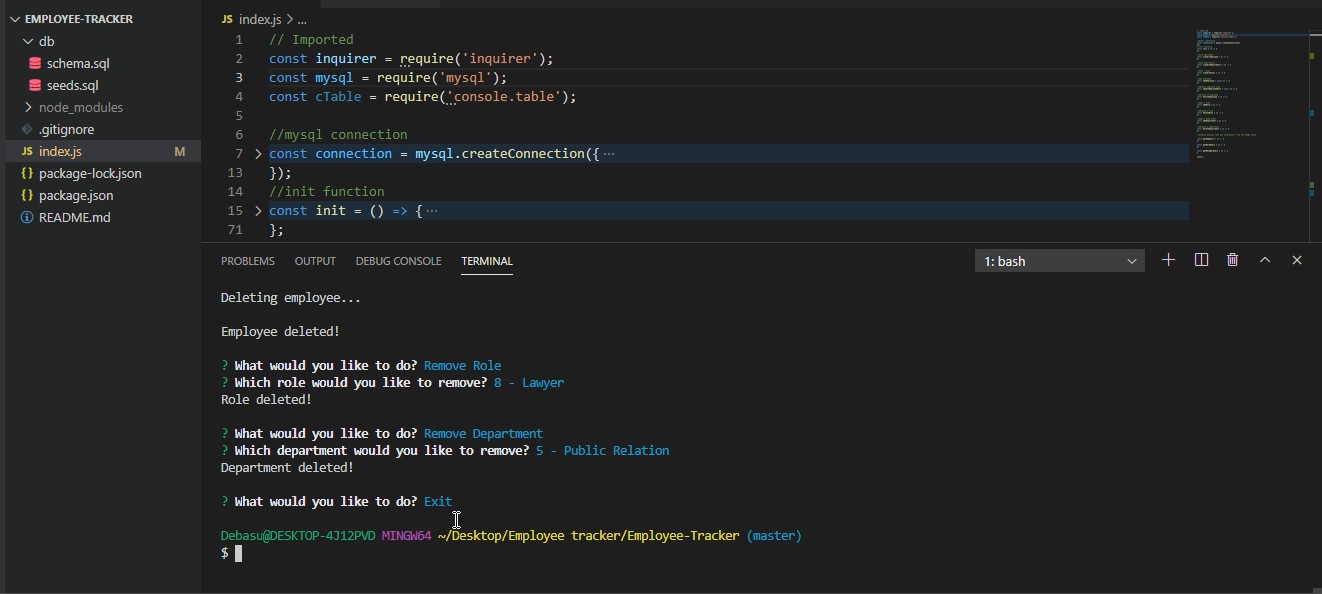 EMPLOYEE-TRACKER
db
schema.sql
seeds.sql
node_modules
.gitignore
JS index.js M
{} package-lock.json
{} package.json
README.md
JS index.js > ...
1 // Imported
2 const inquirer = require('inquirer');
3 const mysql = require('mysql');
4 const cTable = require('console.table');
5
6 //mysql connection
7 const connection = mysql.createConnection({ ...
13 });
14 //init function
15 const init = () => { ...
71 };
PROBLEMS OUTPUT DEBUG CONSOLE TERMINAL 1: bash
Deleting employee...
Employee deleted!
? What would you like to do? Remove Role
? Which role would you like to remove? 8 - Lawyer
Role deleted!
? What would you like to do? Remove Department
? Which department would you like to remove? 5 - Public Relation
Department deleted!
? What would you like to do? Exit
Debasu@DESKTOP-4J12PVD MINGW64 ~/Desktop/Employee tracker/Employee-Tracker (master)
$